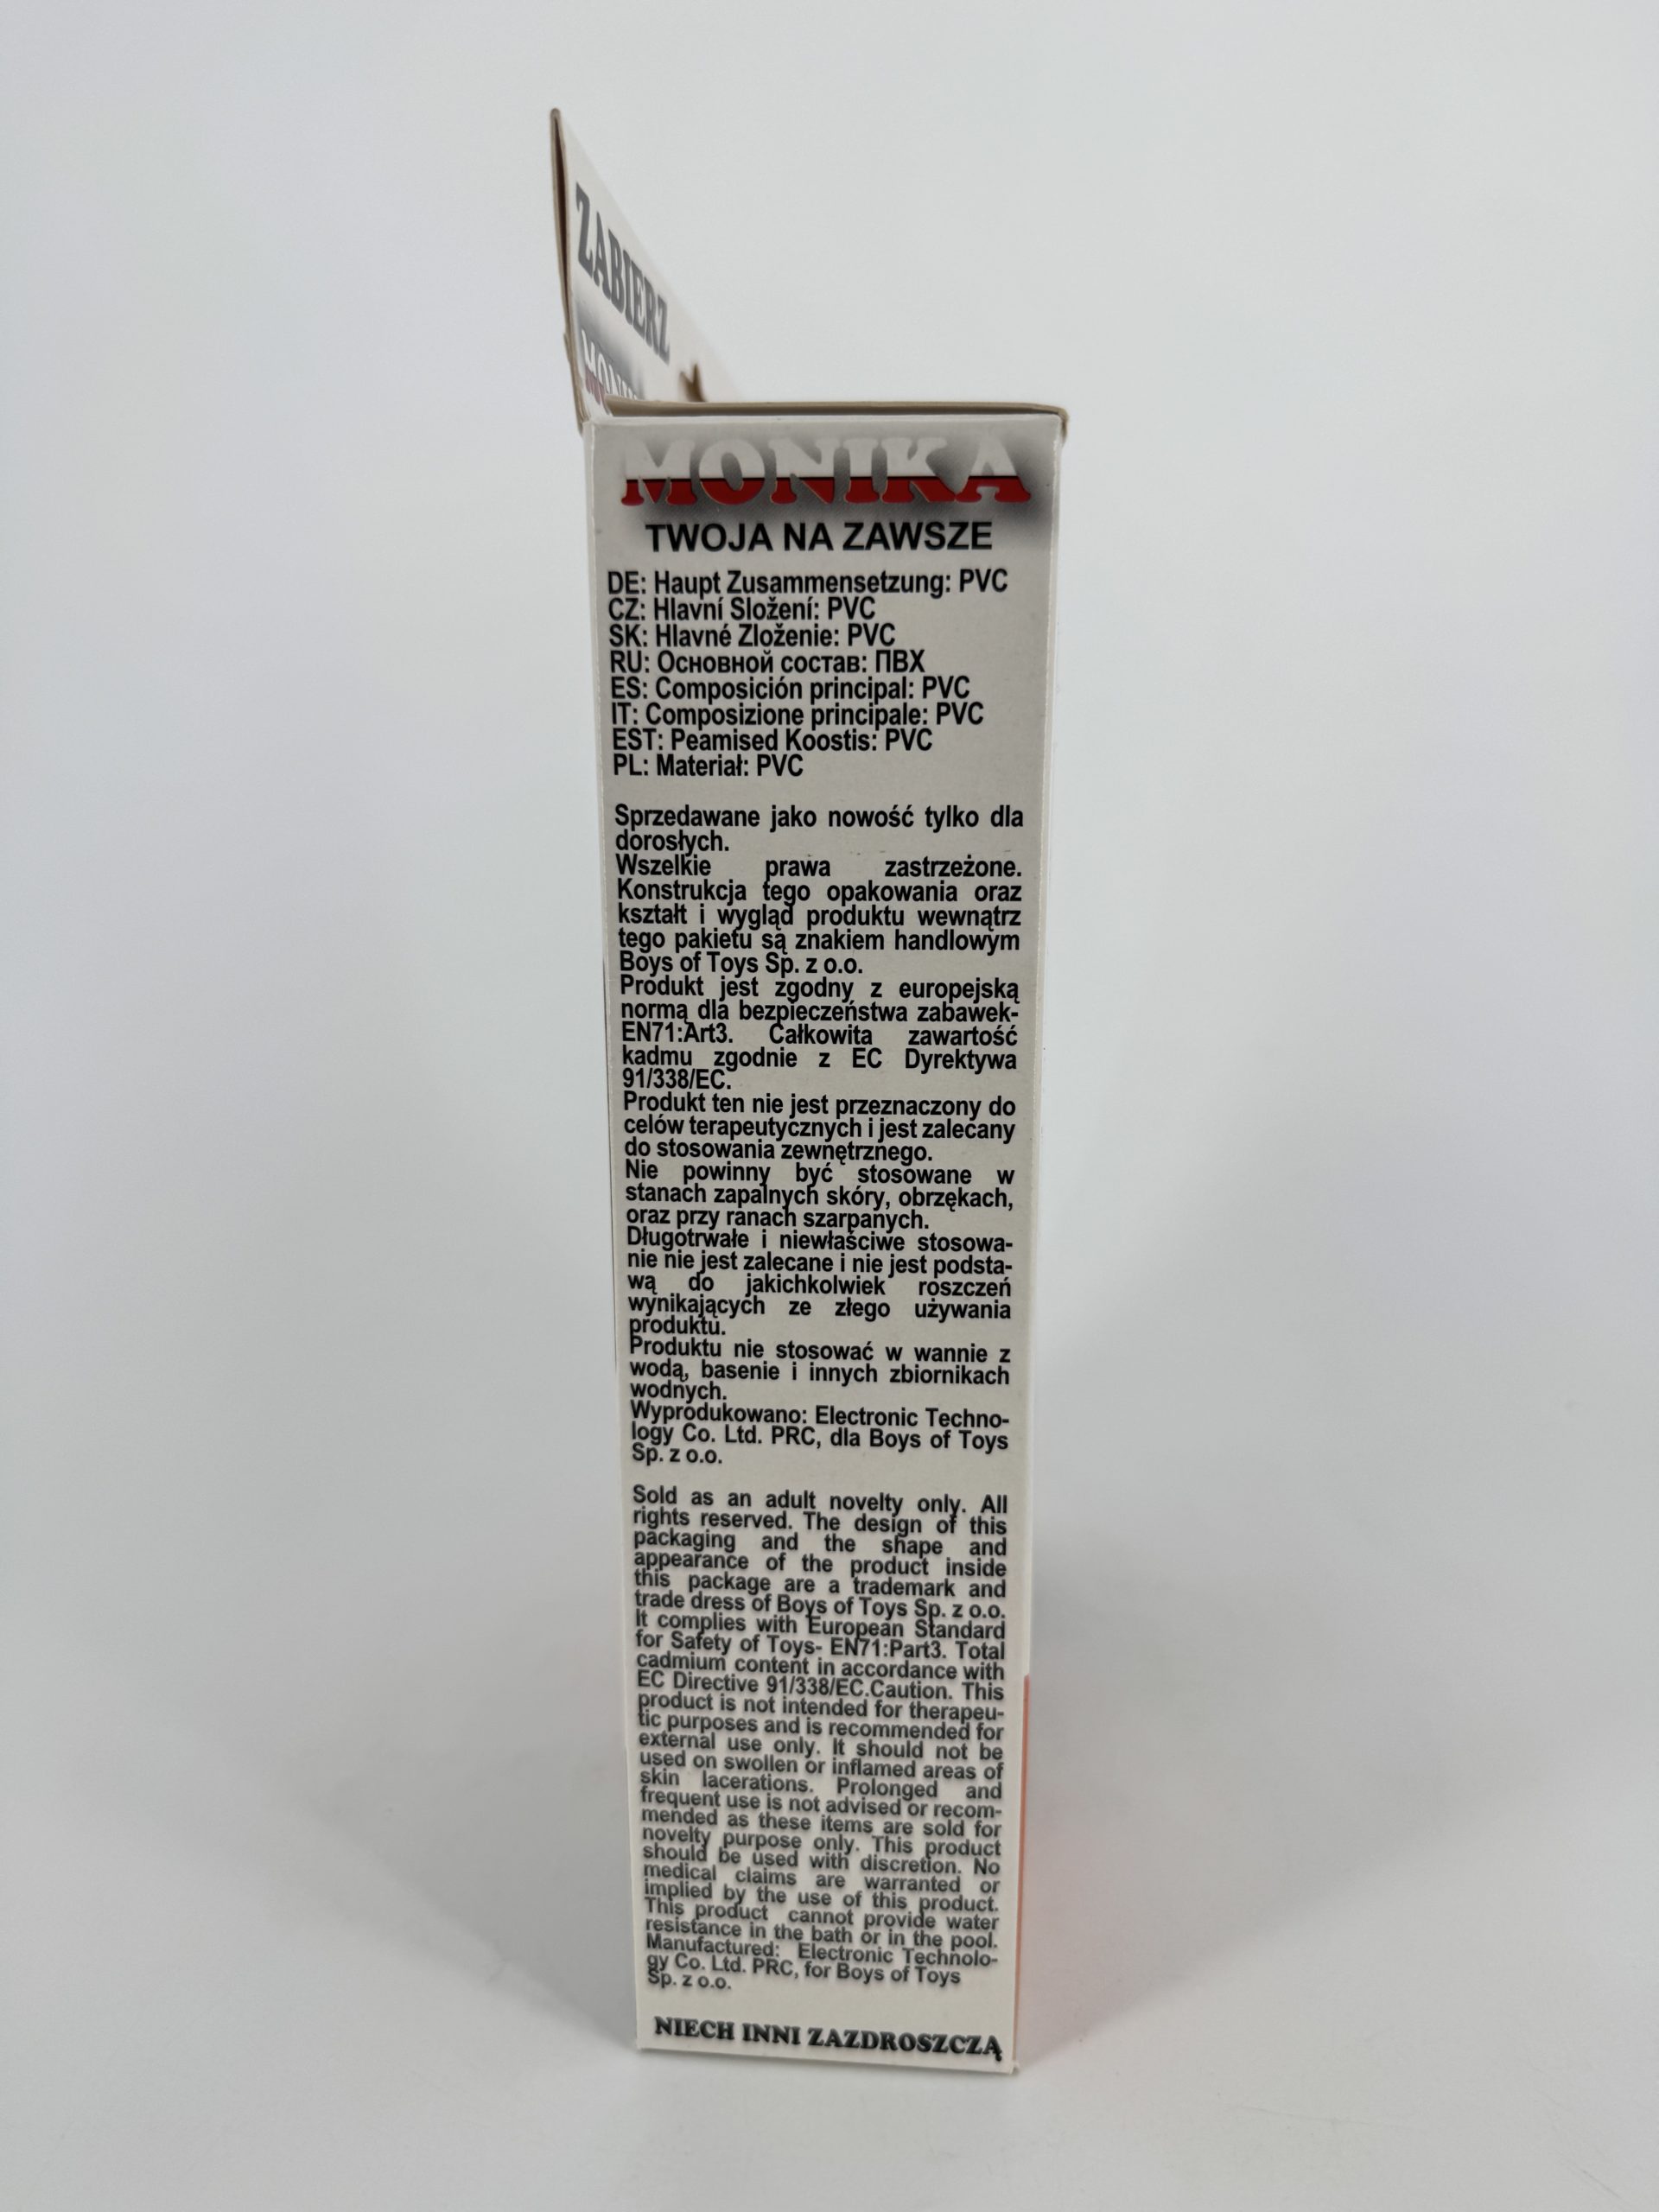 ZABIERZ
MONIKA
TWOJA NA ZAWSZE
DE: Haupt Zusammensetzung: PVC
CZ: Hlavní Složení: PVC
SK: Hlavné Zloženie: PVC
RU: Основной состав: ПВХ
ES: Composición principal: PVC
IT: Composizione principale: PVC
EST: Peamised Koostis: PVC
PL: Materiał: PVC
Sprzedawane jako nowość tylko dla
dorosłych.
Wszelkie prawa zastrzeżone.
Konstrukcja tego opakowania oraz
kształt i wygląd produktu wewnątrz
tego pakietu są znakiem handlowym
Boys of Toys Sp. z o.o.
Produkt jest zgodny z europejską
normą dla bezpieczeństwa zabawek-
EN71:Art3. Całkowita zawartość
kadmu zgodnie z EC Dyrektywa
91/338/EC.
Produkt ten nie jest przeznaczony do
celów terapeutycznych i jest zalecany
do stosowania zewnętrznego.
Nie powinny być stosowane w
stanach zapalnych skóry, obrzękach,
oraz przy ranach szarpanych.
Długotrwałe i niewłaściwe stosowa-
nie nie jest zalecane i nie jest podsta-
wą do jakichkolwiek roszczeń
wynikających ze złego używania
produktu.
Produktu nie stosować w wannie z
wodą, basenie i innych zbiornikach
wodnych.
Wyprodukowano: Electronic Techno-
logy Co. Ltd. PRC, dla Boys of Toys
Sp. z o.o.
Sold as an adult novelty only. All
rights reserved. The design of this
packaging and the shape and
appearance of the product inside
this package are a trademark and
trade dress of Boys of Toys Sp. z o.o.
It complies with European Standard
for Safety of Toys- EN71:Part3. Total
cadmium content in accordance with
EC Directive 91/338/EC.Caution. This
product is not intended for therapeu-
tic purposes and is recommended for
external use only. It should not be
used on swollen or inflamed areas of
skin lacerations. Prolonged and
frequent use is not advised or recom-
mended as these items are sold for
novelty purpose only. This product
should be used with discretion. No
medical claims are warranted or
implied by the use of this product.
This product cannot provide water
resistance in the bath or in the pool.
Manufactured: Electronic Technolo-
gy Co. Ltd. PRC, for Boys of Toys
Sp. z o.o.
NIECH INNI ZAZDROSZCZĄ